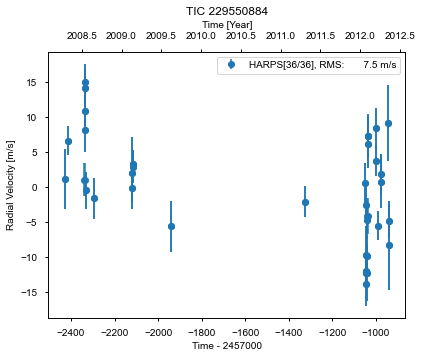 TIC 229550884
Time [Year]
2008.5 2009.0 2009.5 2010.0 2010.5 2011.0 2011.5 2012.0 2012.5
HARPS[36/36], RMS: 7.5 m/s
Radial Velocity [m/s]
15
10
5
0
−5
−10
−15
−2400 −2200 −2000 −1800 −1600 −1400 −1200 −1000
Time - 2457000